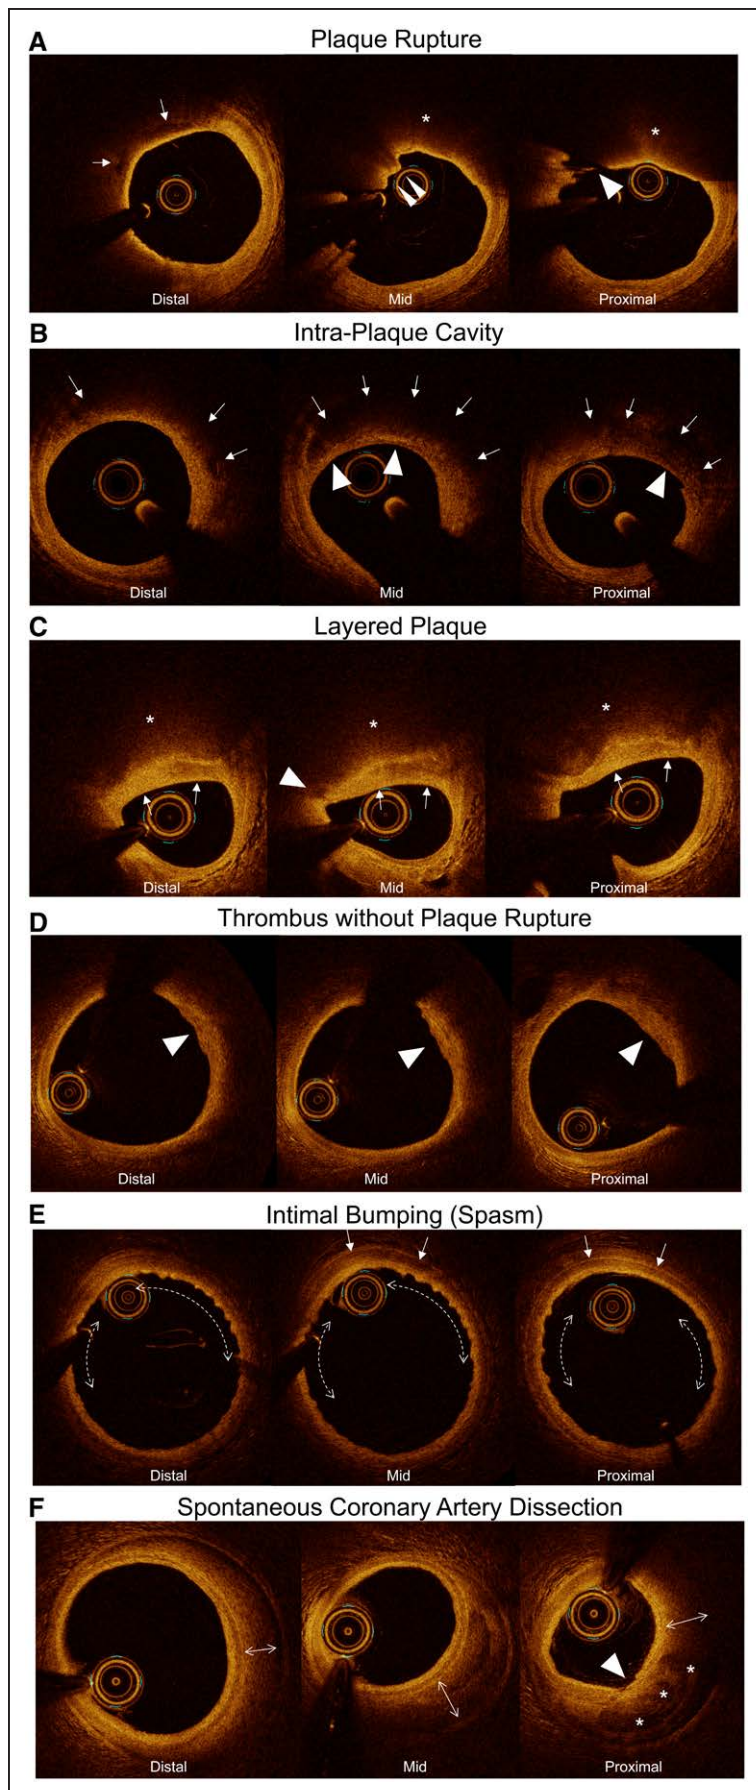 A Plaque Rupture
* *
Distal Mid Proximal
B Intra-Plaque Cavity
Distal Mid Proximal
C Layered Plaque
* * *
Distal Mid Proximal
D Thrombus without Plaque Rupture
Distal Mid Proximal
E Intimal Bumping (Spasm)
Distal Mid Proximal
F Spontaneous Coronary Artery Dissection
* * *
Distal Mid Proximal